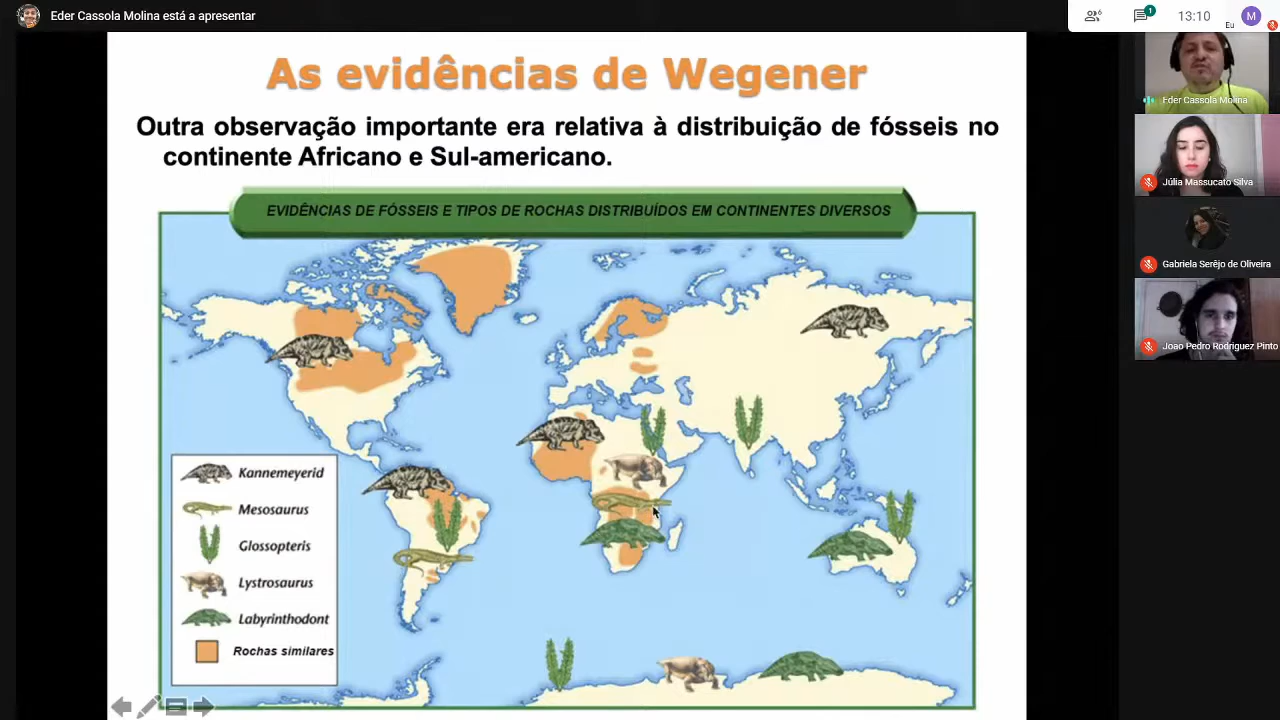 Eder Cassola Molina está a apresentar
6
1
13:10
Eu
M
As evidências de Wegener
Outra observação importante era relativa à distribuição de fósseis no
continente Africano e Sul-americano.
EVIDÊNCIAS DE FÓSSEIS E TIPOS DE ROCHAS DISTRIBUÍDOS EM CONTINENTES DIVERSOS
Kannemeyerid
Mesosaurus
Glossopteris
Lystrosaurus
Labyrinthodont
Rochas similares
Eder Cassola Molina
Júlia Massucato Silva
Gabriela Serêjo de Oliveira
Joao Pedro Rodriguez Pinto